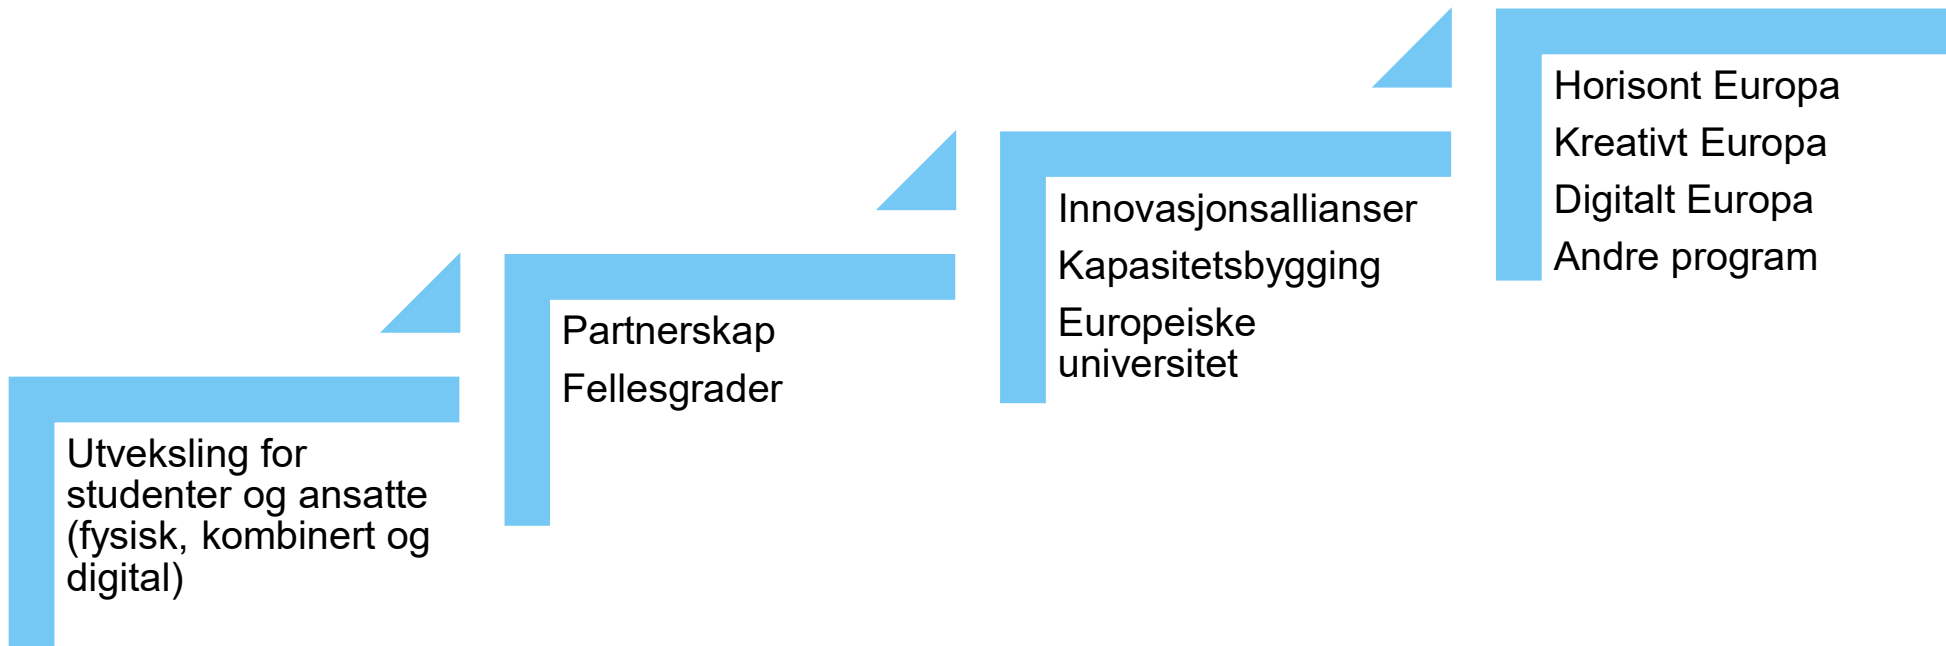 Utveksling for
studenter og ansatte
(fysisk, kombinert og
digital)
Partnerskap
Fellesgrader
Innovasjonsallianser
Kapasitetsbygging
Europeiske
universitet
Horisont Europa
Kreativt Europa
Digitalt Europa
Andre program